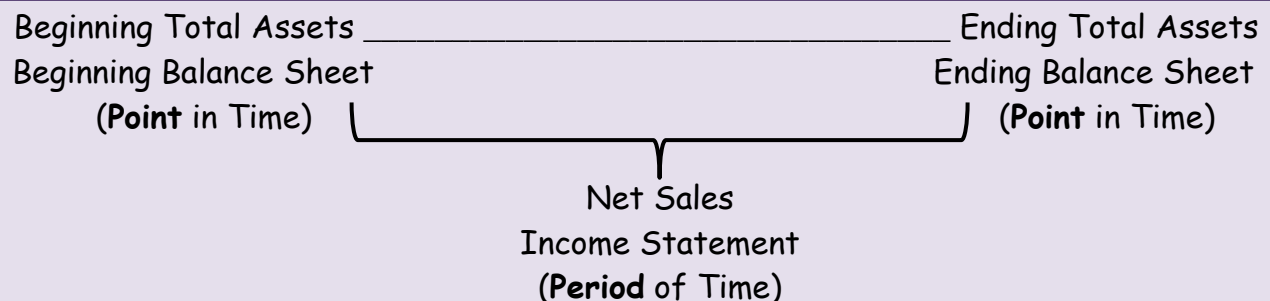 Beginning Total Assets _________________________________ Ending Total Assets
Beginning Balance Sheet Ending Balance Sheet
(Point in Time) (Point in Time)
Net Sales
Income Statement
(Period of Time)